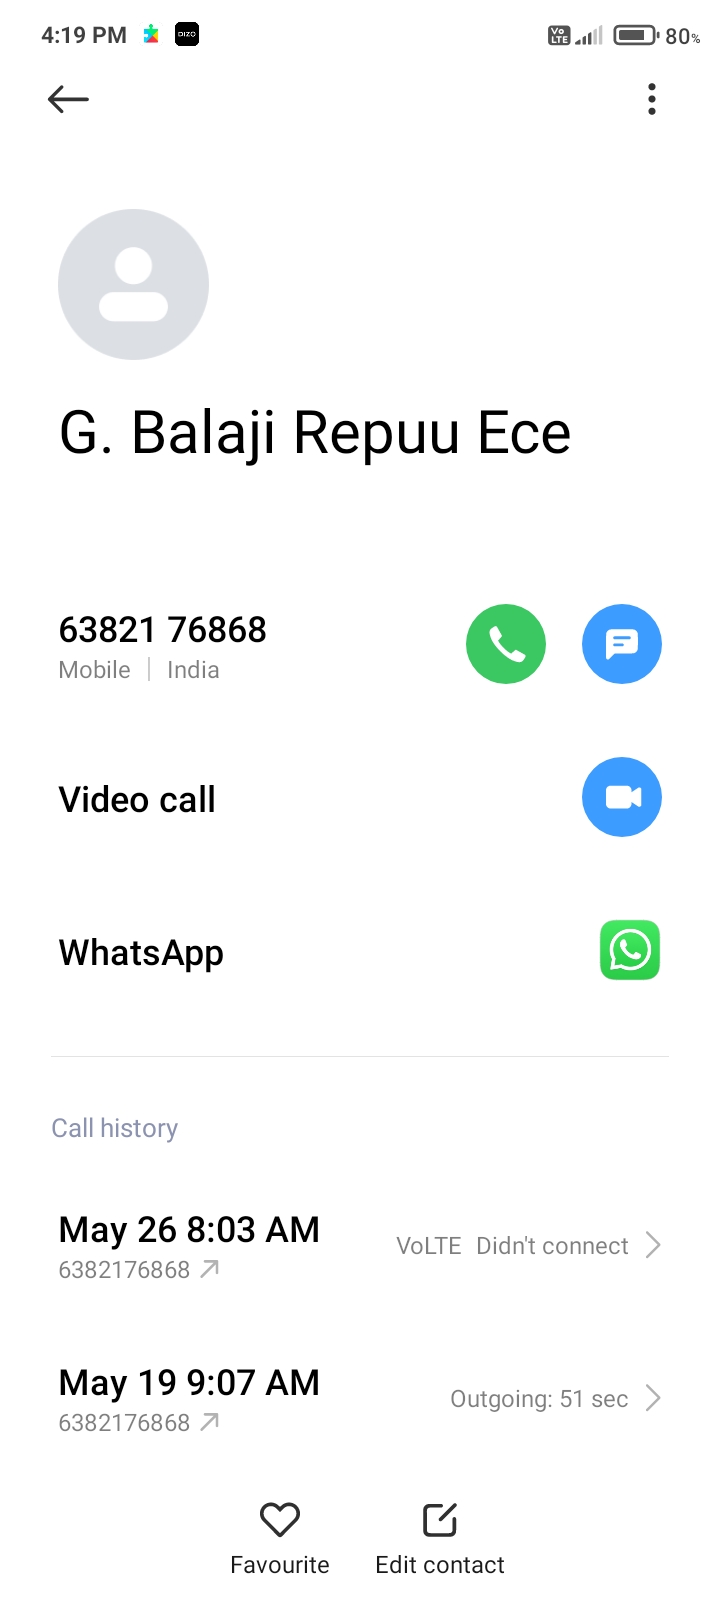 4:19 PM DIZO VoLTE 80%
G. Balaji Repuu Ece
63821 76868
Mobile | India
Video call
WhatsApp
Call history
May 26 8:03 AM
VoLTE Didn't connect
6382176868
May 19 9:07 AM
Outgoing: 51 sec
6382176868
Favourite Edit contact